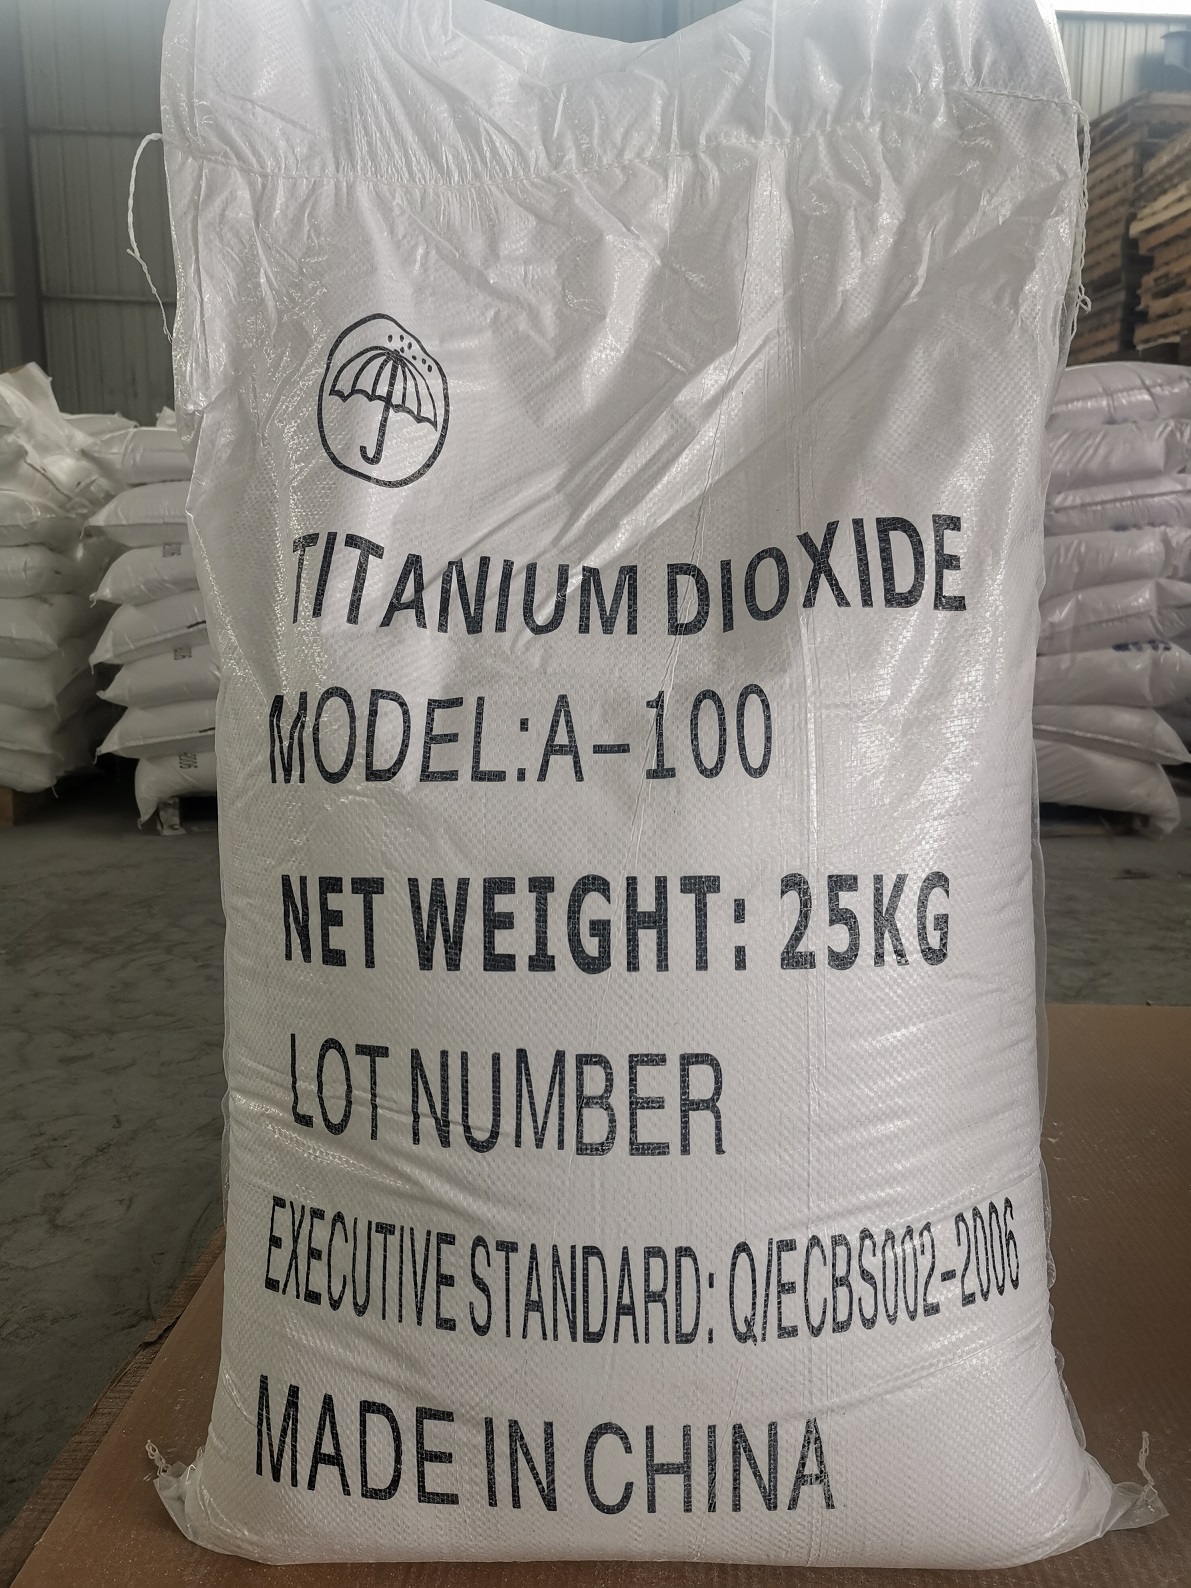 TITANIUM DIOXIDE
MODEL:A-100
NET WEIGHT: 25KG
LOT NUMBER
EXECUTIVE STANDARD: Q/ECBS002-2006
MADE IN CHINA